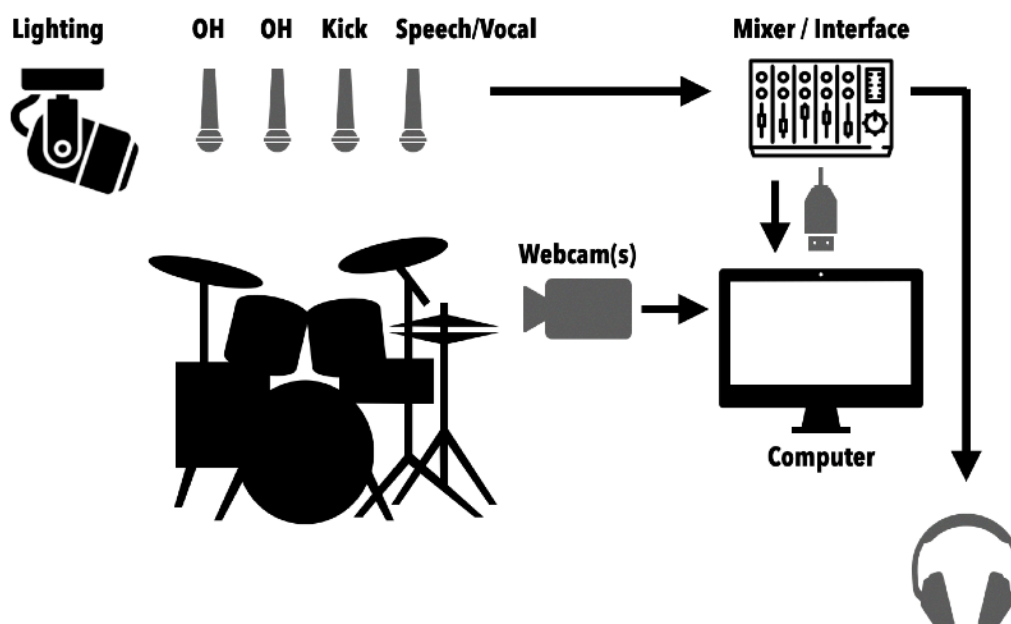 Lighting
OH
OH
Kick
Speech/Vocal
Mixer / Interface
Webcam(s)
Computer